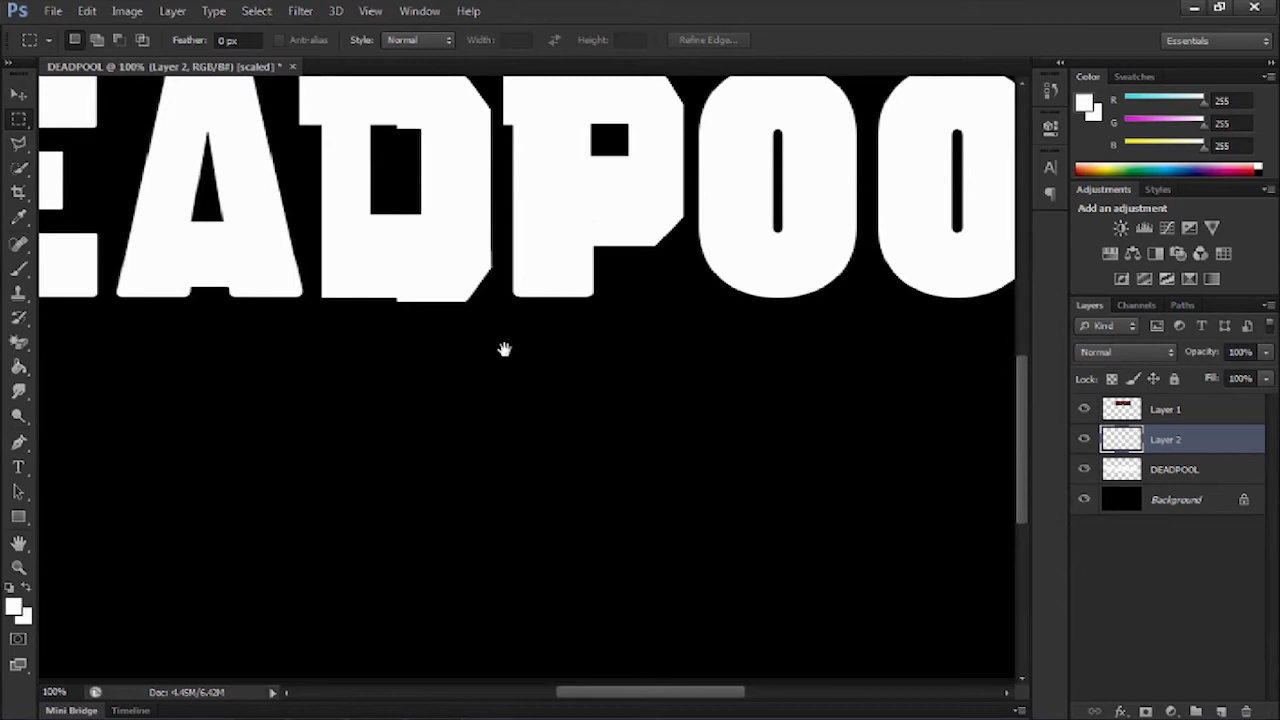 Ps File Edit Image Layer Type Select Filter 3D View Window Help
Feather: 0 px Anti-alias Style: Normal Width: Height: Refine Edge... Essentials
DEADPOOL @ 100% (Layer 2, RGB/8#) [scaled] * ×
EADPOO
Color Swatches
R 255
G 255
B 255
Adjustments Styles
Add an adjustment
Layers Channels Paths
Kind
Normal Opacity: 100%
Lock: Fill: 100%
Layer 1
Layer 2
DEADPOOL
Background
100% Doc: 4.45M/6.42M
Mini Bridge Timeline